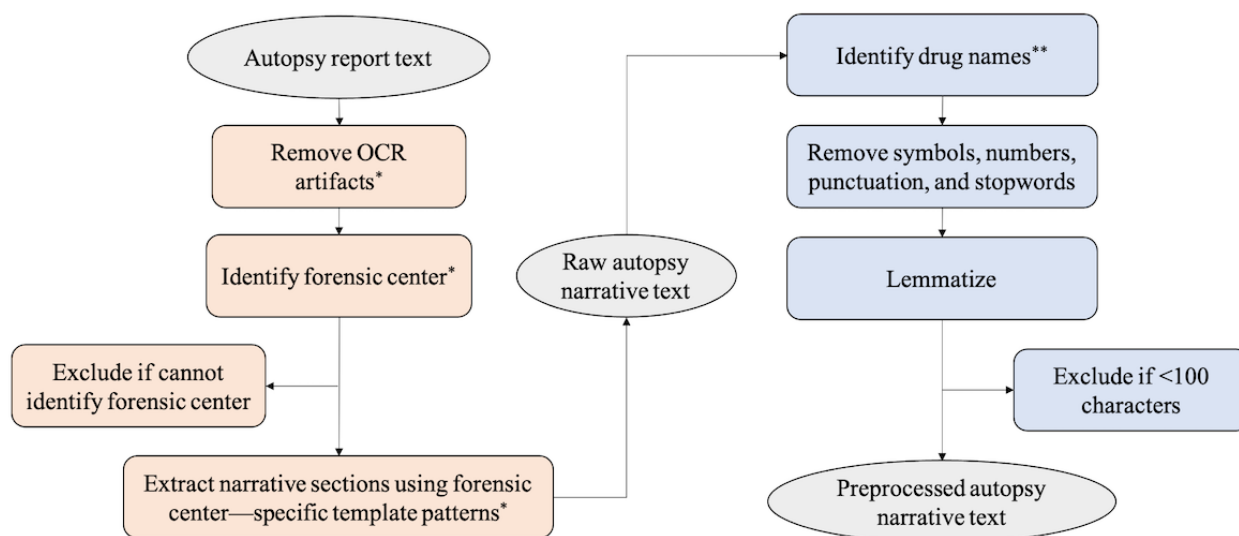 Autopsy report text
Remove OCR
artifacts*
Identify forensic center*
Exclude if cannot
identify forensic center
Extract narrative sections using forensic
center—specific template patterns*
Raw autopsy
narrative text
Identify drug names**
Remove symbols, numbers,
punctuation, and stopwords
Lemmatize
Exclude if <100
characters
Preprocessed autopsy
narrative text